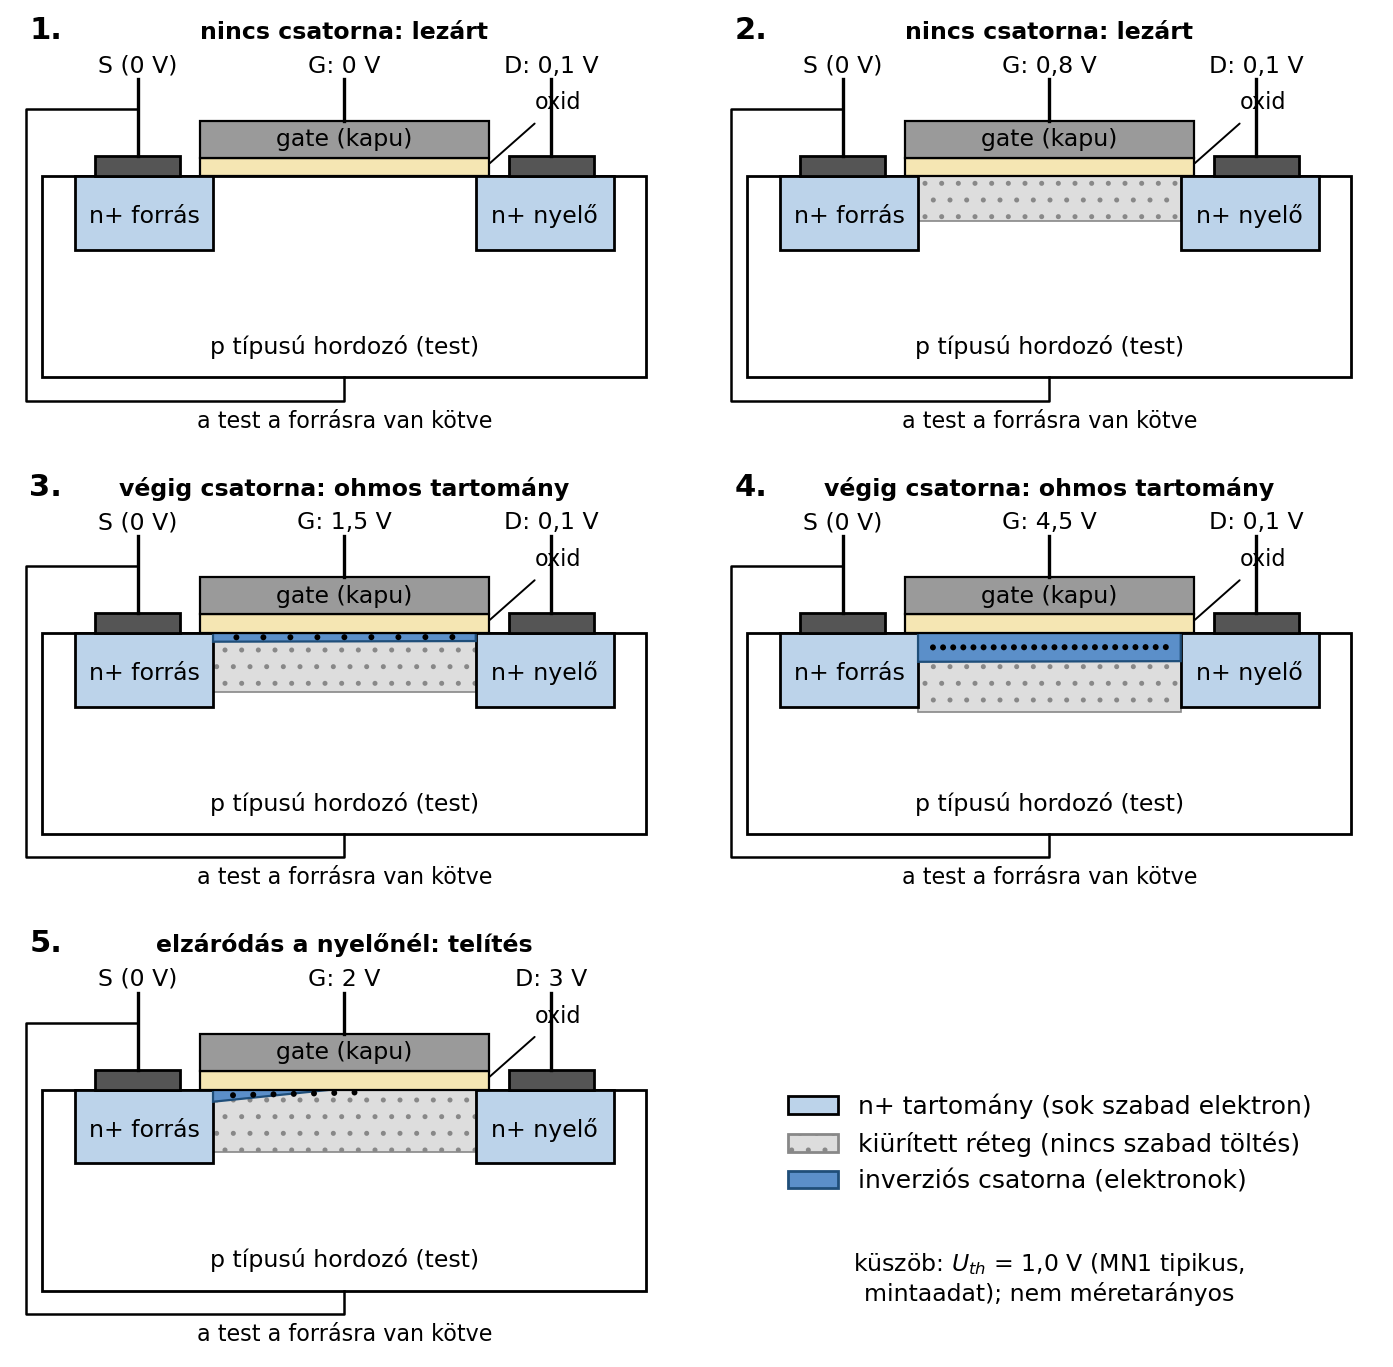 1.
nincs csatorna: lezárt
S (0 V)
G: 0 V
D: 0,1 V
oxid
gate (kapu)
n+ forrás
n+ nyelő
p típusú hordozó (test)
a test a forrásra van kötve
2.
nincs csatorna: lezárt
S (0 V)
G: 0,8 V
D: 0,1 V
oxid
gate (kapu)
n+ forrás
n+ nyelő
p típusú hordozó (test)
a test a forrásra van kötve
3.
végig csatorna: ohmos tartomány
S (0 V)
G: 1,5 V
D: 0,1 V
oxid
gate (kapu)
n+ forrás
n+ nyelő
p típusú hordozó (test)
a test a forrásra van kötve
4.
végig csatorna: ohmos tartomány
S (0 V)
G: 4,5 V
D: 0,1 V
oxid
gate (kapu)
n+ forrás
n+ nyelő
p típusú hordozó (test)
a test a forrásra van kötve
5.
elzáródás a nyelőnél: telítés
S (0 V)
G: 2 V
D: 3 V
oxid
gate (kapu)
n+ forrás
n+ nyelő
p típusú hordozó (test)
a test a forrásra van kötve
n+ tartomány (sok szabad elektron)
kiürített réteg (nincs szabad töltés)
inverziós csatorna (elektronok)
küszöb: U_th = 1,0 V (MN1 tipikus,
mintaadat); nem méretarányos